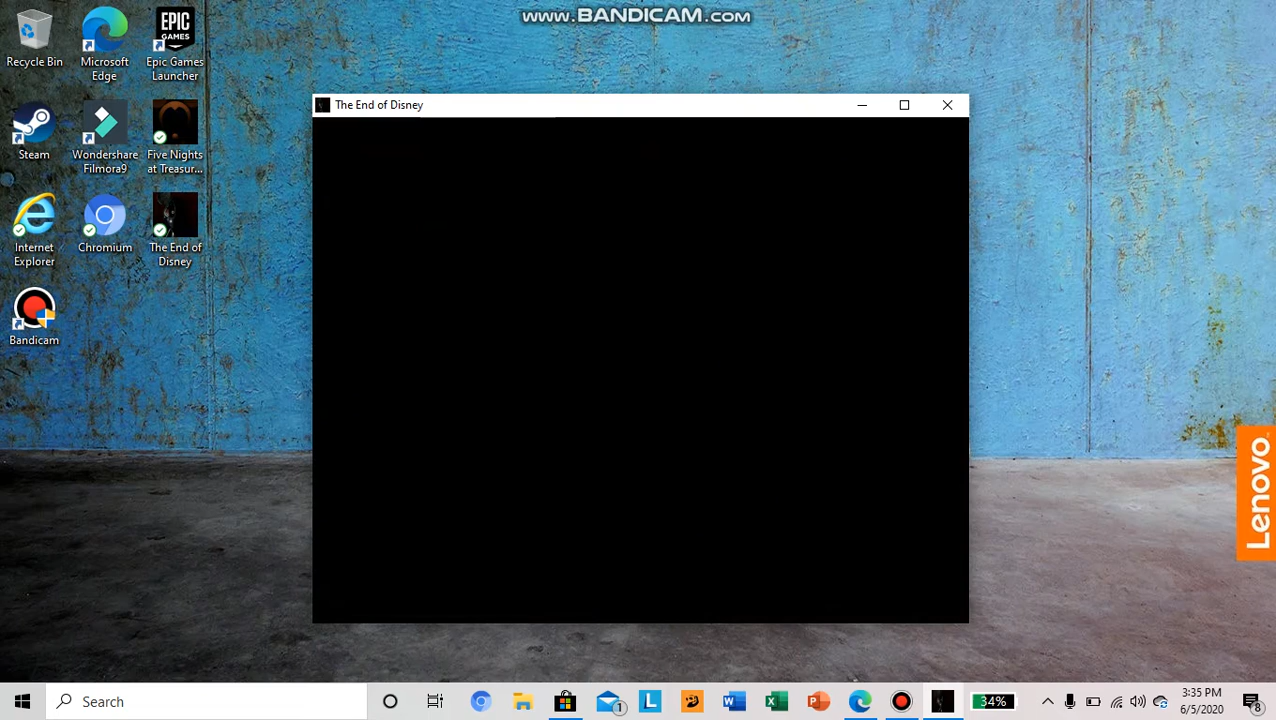 www.BANDICAM.com
Recycle Bin
Microsoft Edge
Epic Games Launcher
EPIC GAMES
The End of Disney
Steam
Wondershare Filmora9
Five Nights at Treasur...
Internet Explorer
Chromium
The End of Disney
Bandicam
Lenovo
Search
1
L
W
X
P
34%
3:35 PM
6/5/2020
8